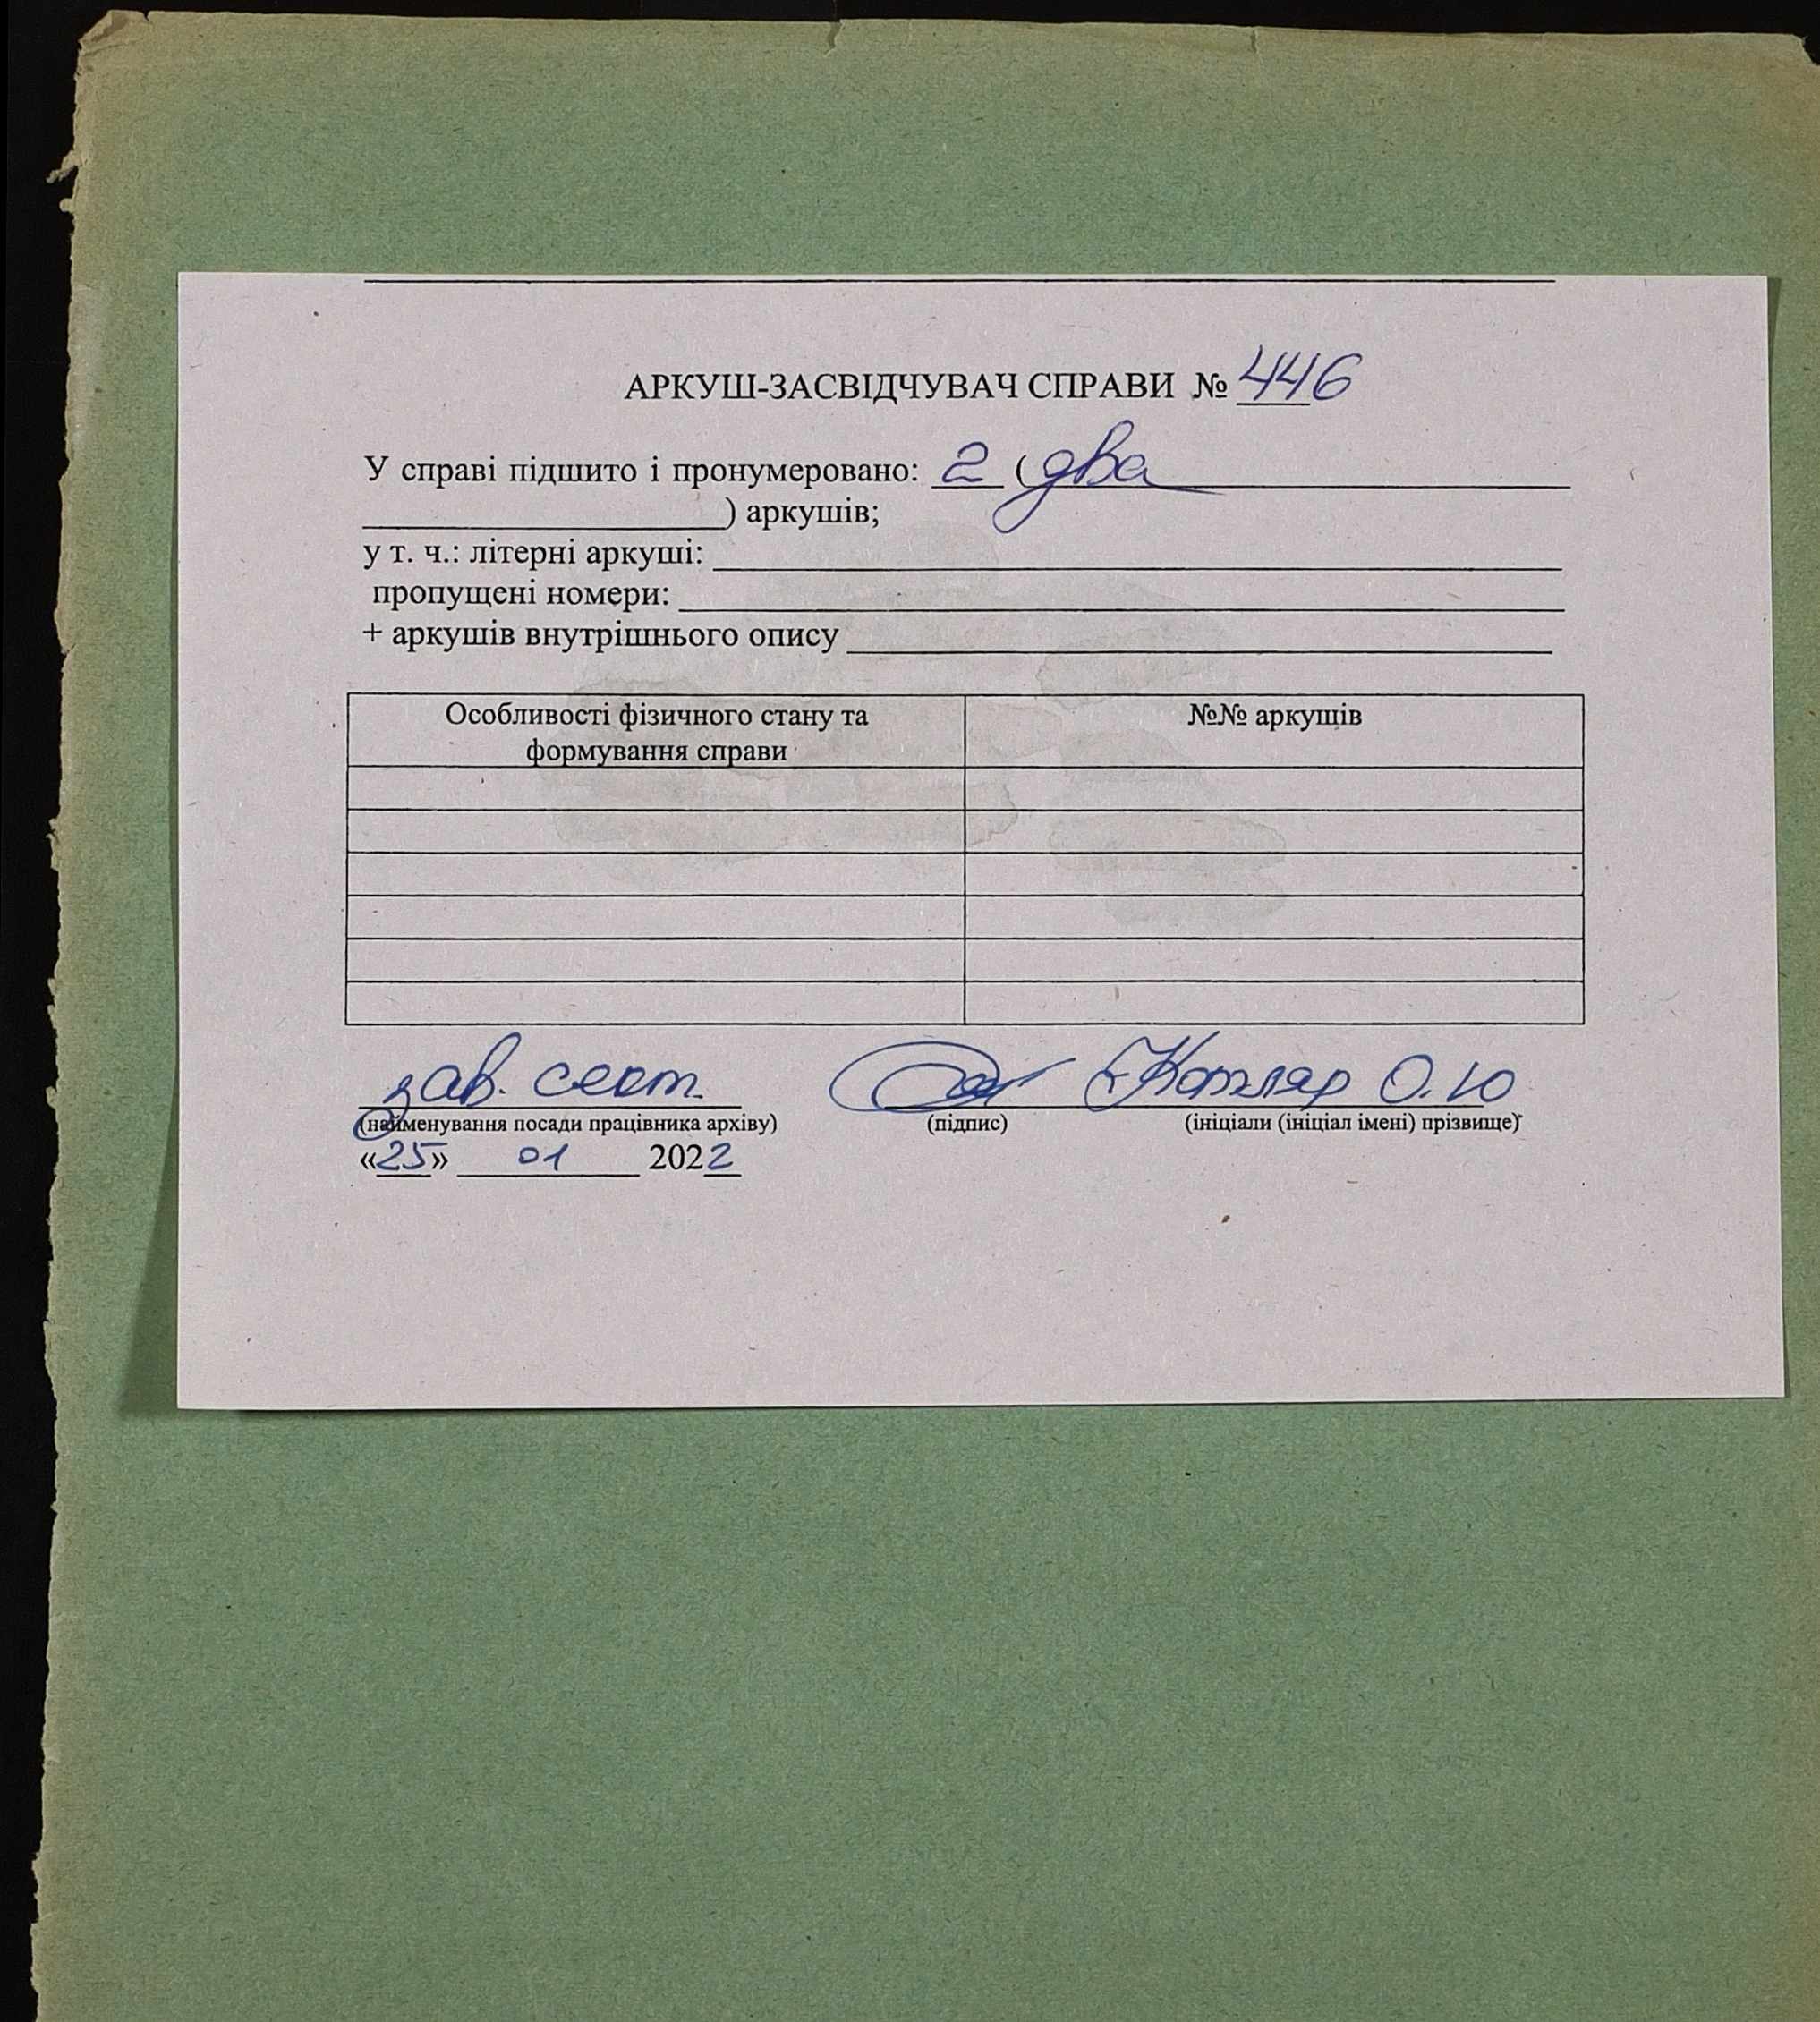 АРКУШ-ЗАСВІДЧУВАЧ СПРАВИ № 446
У справі підшито і пронумеровано: 2 (два
) аркушів;
у т. ч.: літерні аркуші:
пропущені номери:
+ аркушів внутрішнього опису
Особливості фізичного стану та формування справи
№№ аркушів
зав. сект. Котляр О.Ю
(найменування посади працівника архіву) (підпис) (ініціали (ініціал імені) прізвище)
«25» 01 2022